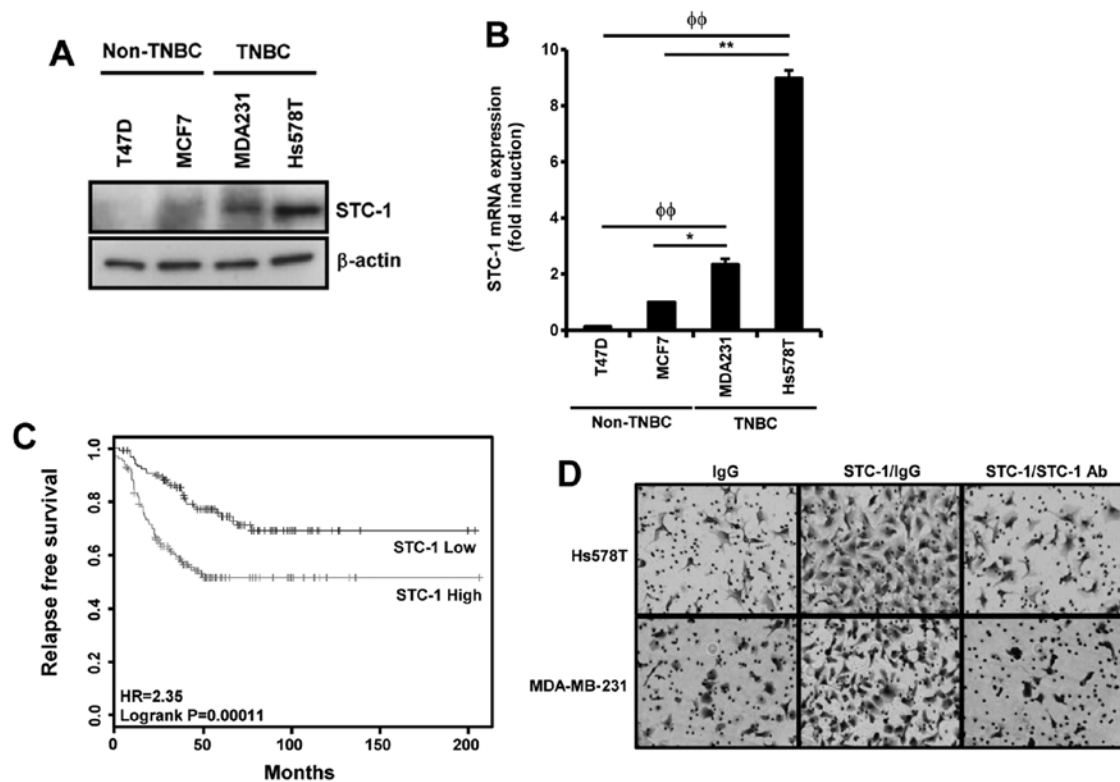 A
Non-TNBC TNBC
T47D
MCF7
MDA231
Hs578T
STC-1
β-actin
B
ϕϕ
**
ϕϕ
*
STC-1 mRNA expression
(fold induction)
10
8
6
4
2
0
T47D
MCF7
MDA231
Hs578T
Non-TNBC TNBC
C
Relapse free survival
1.0
0.8
0.6
0.4
0.2
0.0
STC-1 Low
STC-1 High
HR=2.35
Logrank P=0.00011
0 50 100 150 200
Months
D
IgG STC-1/IgG STC-1/STC-1 Ab
Hs578T
MDA-MB-231